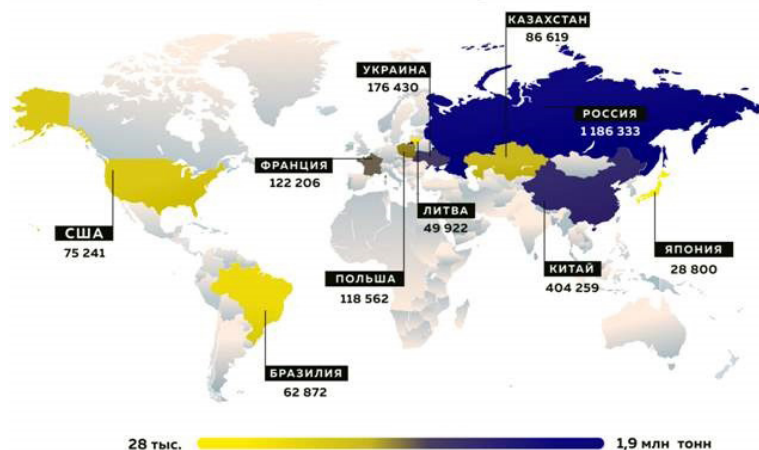 КАЗАХСТАН
86 619
УКРАИНА
176 430
РОССИЯ
1 186 333
ФРАНЦИЯ
122 206
ЛИТВА
49 922
США
75 241
ЯПОНИЯ
28 800
ПОЛЬША
118 562
КИТАЙ
404 259
БРАЗИЛИЯ
62 872
28 тыс.
1,9 млн тонн